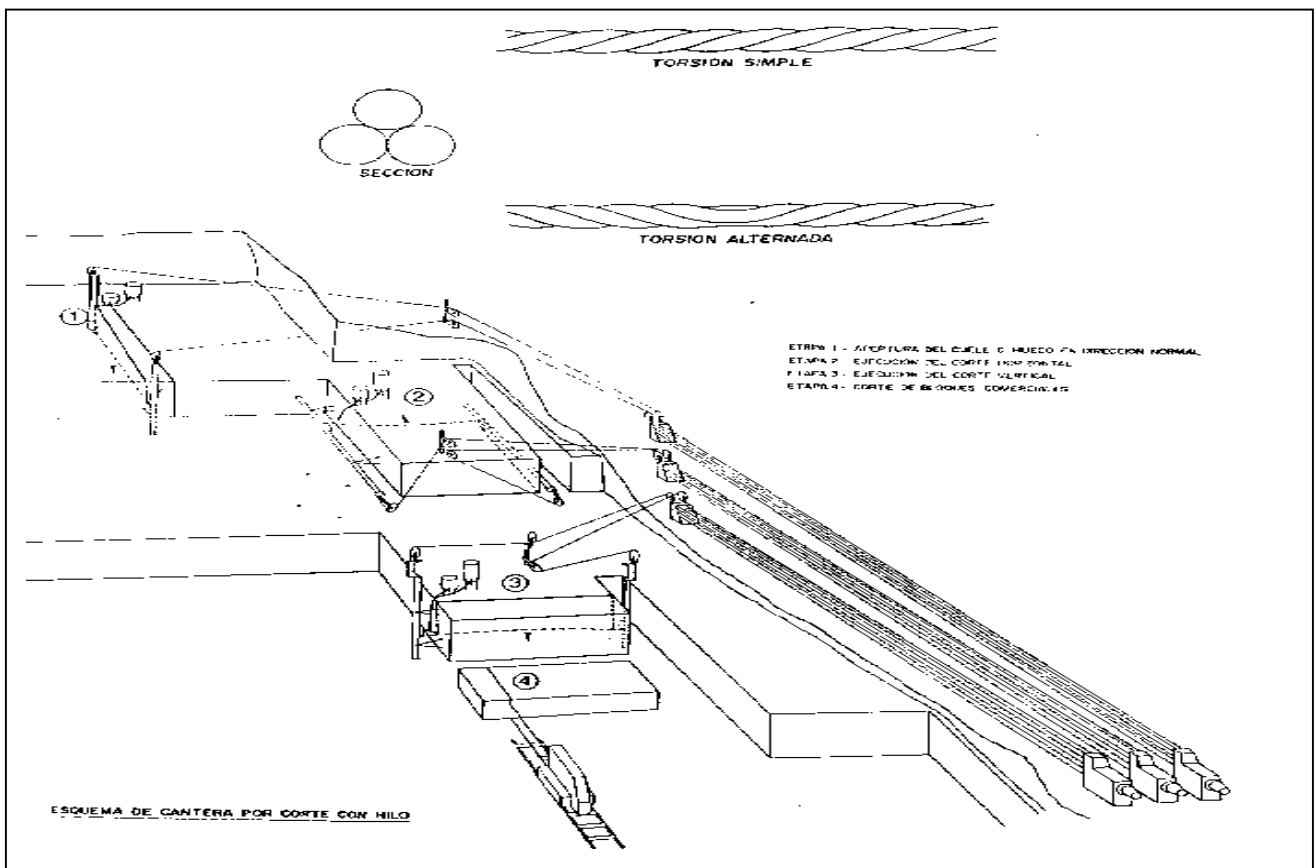 TORSION SIMPLE
SECCION
TORSION ALTERNADA
ETAPA 1 - APERTURA DEL CUELE O HUECO EN DIRECCION NORMAL
ETAPA 2 - EJECUCION DEL CORTE HORIZONTAL
ETAPA 3 - EJECUCION DEL CORTE VERTICAL
ETAPA 4 - CORTE DE BLOQUES COMERCIALES
1
2
3
4
ESQUEMA DE CANTERA POR CORTE CON HILO